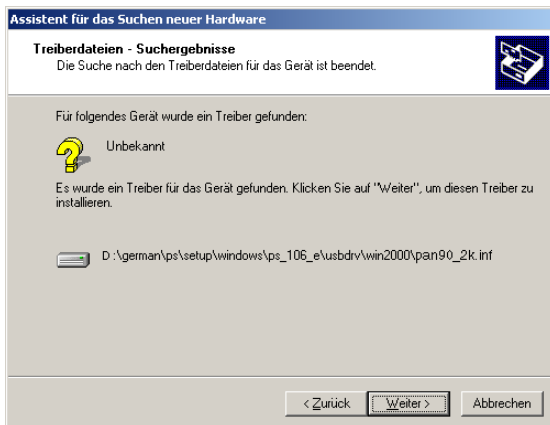 Assistent für das Suchen neuer Hardware
Treiberdateien - Suchergebnisse
Die Suche nach den Treiberdateien für das Gerät ist beendet.
Für folgendes Gerät wurde ein Treiber gefunden:
Unbekannt
Es wurde ein Treiber für das Gerät gefunden. Klicken Sie auf "Weiter", um diesen Treiber zu
installieren.
D:\german\ps\setup\windows\ps_106_e\usbdrv\win2000\pan90_2k.inf
< Zurück
Weiter >
Abbrechen